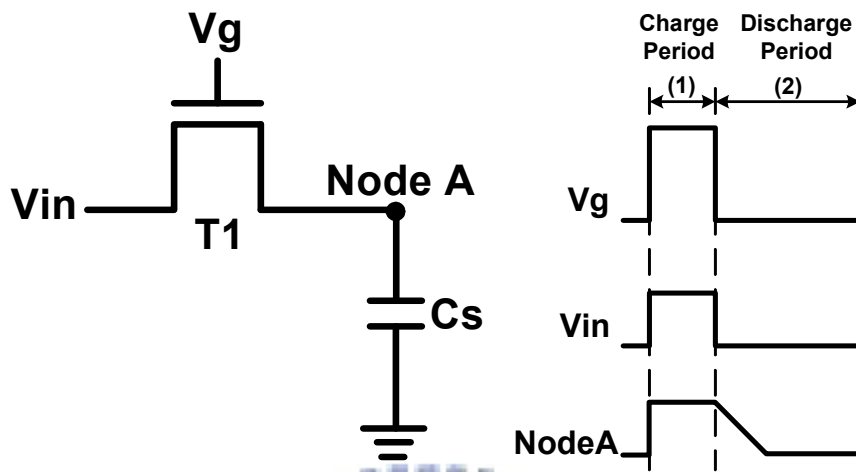 Vg
Vin
T1
Node A
Cs
Charge Period
Discharge Period
(1)
(2)
Vg
Vin
NodeA